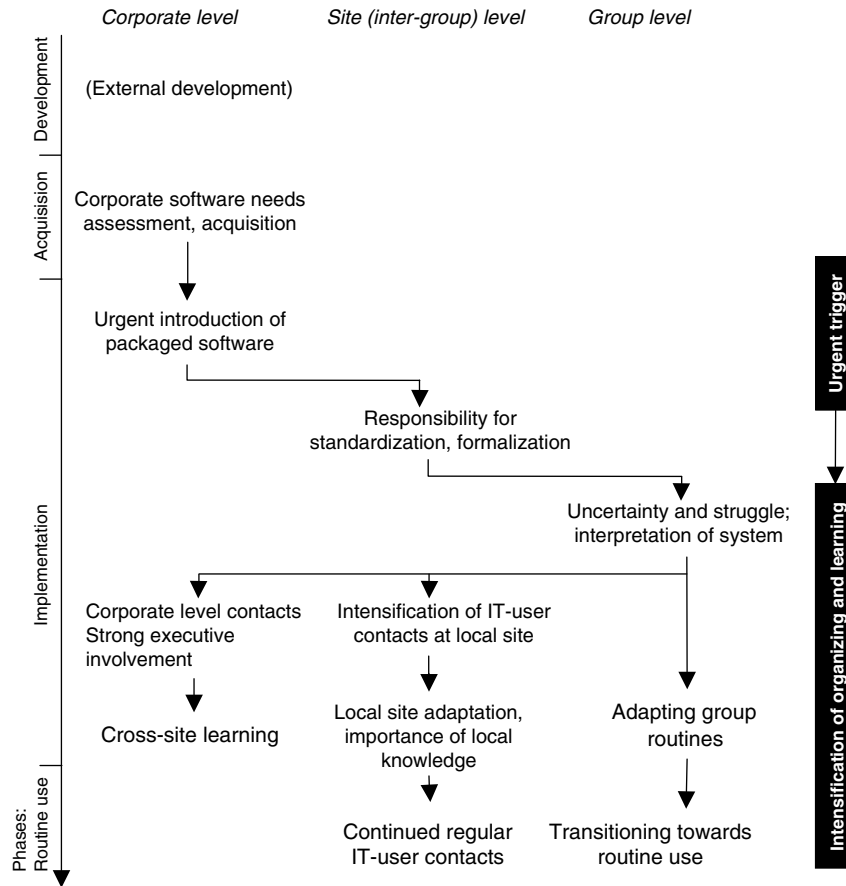 Corporate level
Site (inter-group) level
Group level
Development
(External development)
Acquisision
Corporate software needs
assessment, acquisition
Urgent trigger
Implementation
Urgent introduction of
packaged software
Responsibility for
standardization, formalization
Uncertainty and struggle;
interpretation of system
Intensification of organizing and learning
Corporate level contacts
Strong executive
involvement
Intensification of IT-user
contacts at local site
Cross-site learning
Local site adaptation,
importance of local
knowledge
Adapting group
routines
Phases:
Routine use
Continued regular
IT-user contacts
Transitioning towards
routine use